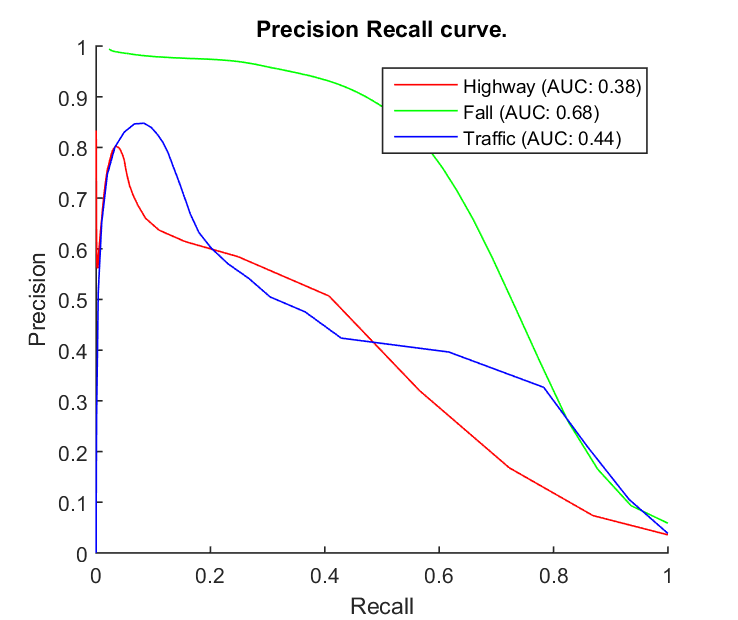 Precision Recall curve.
Highway (AUC: 0.38)
Fall (AUC: 0.68)
Traffic (AUC: 0.44)
Precision
1
0.9
0.8
0.7
0.6
0.5
0.4
0.3
0.2
0.1
0
0 0.2 0.4 0.6 0.8 1
Recall